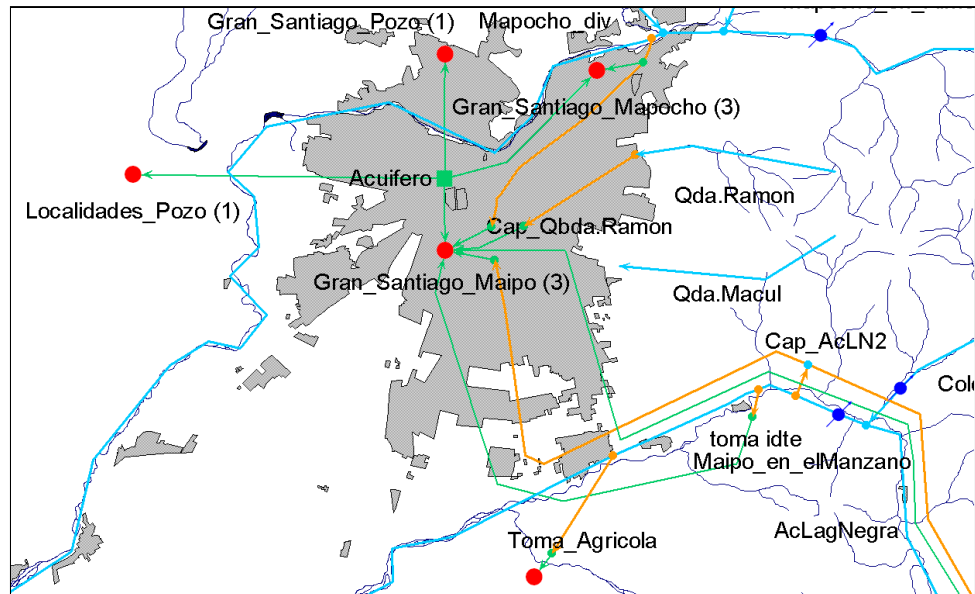 Gran_Santiago_Pozo (1)
Mapocho_div
Gran_Santiago_Mapocho (3)
Acuifero
Qda.Ramon
Localidades_Pozo (1)
Cap_Qbda.Ramon
Gran_Santiago_Maipo (3)
Qda.Macul
Cap_AcLN2
toma idte
Maipo_en_elManzano
AcLagNegra
Toma_Agricola